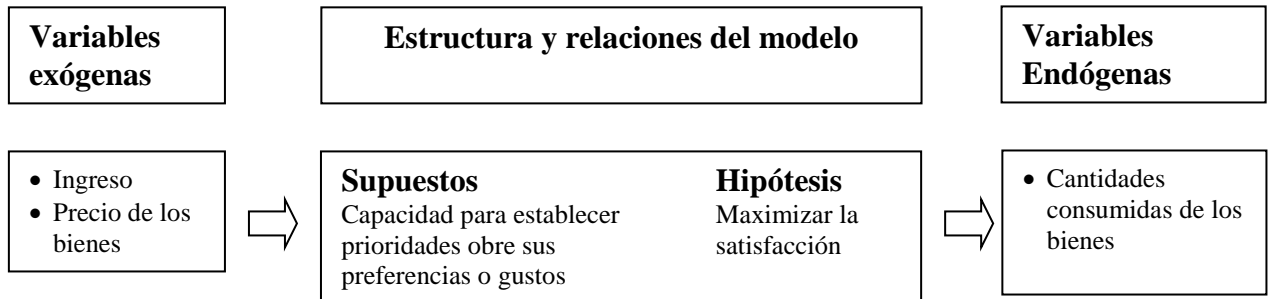 Variables
exógenas
Estructura y relaciones del modelo
Variables
Endógenas
• Ingreso
• Precio de los
bienes
Supuestos
Capacidad para establecer
prioridades obre sus
preferencias o gustos
Hipótesis
Maximizar la
satisfacción
• Cantidades
consumidas de los
bienes